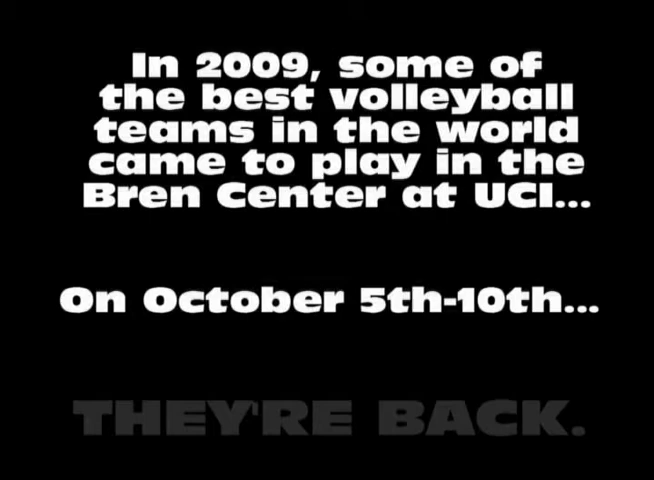 In 2009, some of
the best volleyball
teams in the world
came to play in the
Bren Center at UCI...
On October 5th-10th...
THEY'RE BACK.